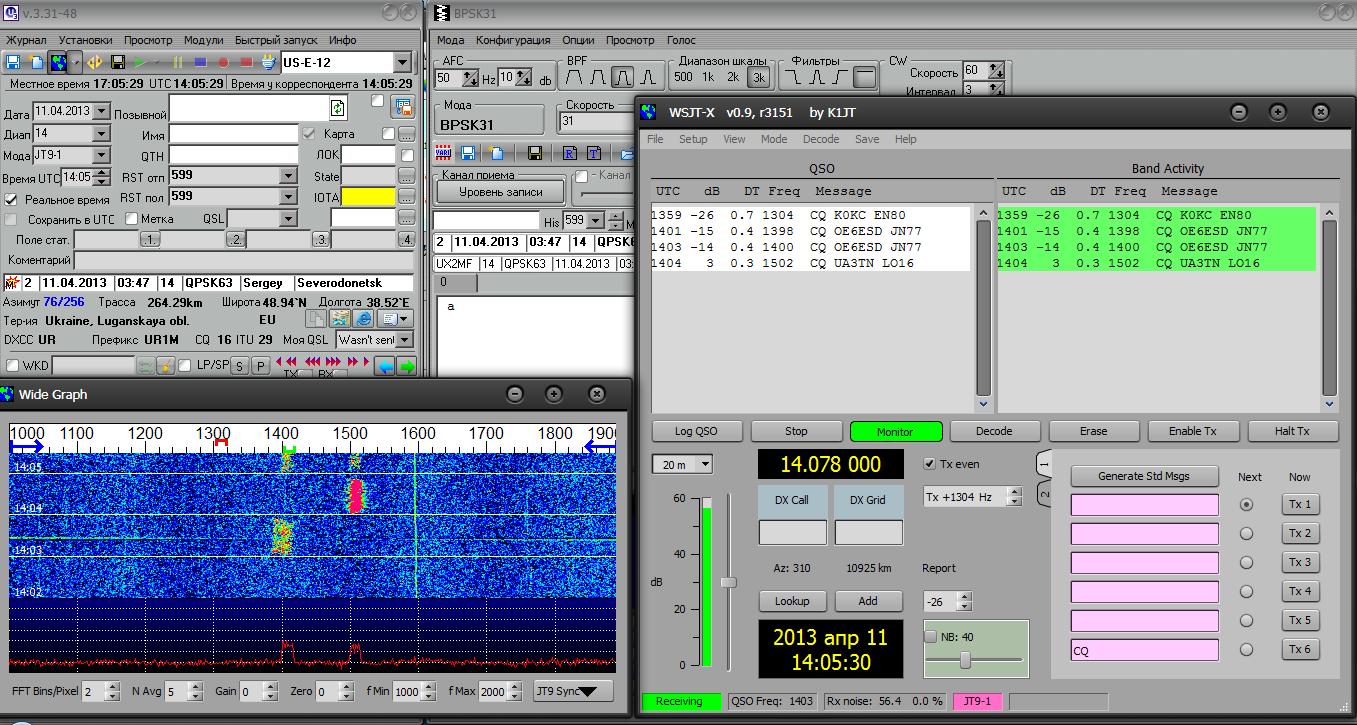 v.3.31-48
Журнал Установки Просмотр Модули Быстрый запуск Инфо
US-E-12
Местное время 17:05:29 UTC 14:05:29 Время у корреспондента 14:05:29
Дата 11.04.2013 Позывной
Диап 14 Имя Карта ...
Мода JT9-1 QTH ЛОК
Время UTC 14:05 RST отп 599 State ...
Реальное время RST пол 599 IOTA ...
Сохранить в UTC Метка QSL ...
Поле стат. .1. .2. .3. .4.
Коментарий
2 11.04.2013 03:47 14 QPSK63 Sergey Severodonetsk
Азимут 76/256 Трасса 264.29km Широта 48.94`N Долгота 38.52`E
Тер-ия Ukraine, Luganskaya obl. EU
DXCC UR Префикс UR1M CQ 16 ITU 29 Моя QSL Wasn't sent
WKD LP/SP S P
TX RX
BPSK31
Мода Конфигурация Опции Просмотр Голос
AFC BPF Диапазон шкалы Фильтры CW
50 Hz 10 db 500 1k 2k 3k Скорость 60
Интервал 3
Мода Скорость
BPSK31 31
VARI R T
Канал приема - Канал
Уровень записи
His 599 M
2 11.04.2013 03:47 14 QPSK6
UX2MF 14 QPSK63 11.04.2013 03:
0
a
WSJT-X v0.9, r3151 by K1JT
File Setup View Mode Decode Save Help
QSO Band Activity
UTC dB DT Freq Message UTC dB DT Freq Message
1359 -26 0.7 1304 CQ K0KC EN80 1359 -26 0.7 1304 CQ K0KC EN80
1401 -15 0.4 1398 CQ OE6ESD JN77 1401 -15 0.4 1398 CQ OE6ESD JN77
1403 -14 0.4 1400 CQ OE6ESD JN77 1403 -14 0.4 1400 CQ OE6ESD JN77
1404 3 0.3 1502 CQ UA3TN LO16 1404 3 0.3 1502 CQ UA3TN LO16
Log QSO Stop Monitor Decode Erase Enable Tx Halt Tx
20 m 14.078 000 Tx even
DX Call DX Grid Tx +1304 Hz
Az: 310 10925 km Report
Lookup Add -26
2013 апр 11
14:05:30
NB: 40
60
40
dB
20
0
1
2
Generate Std Msgs Next Now
Tx 1
Tx 2
Tx 3
Tx 4
Tx 5
CQ Tx 6
Receiving QSO Freq: 1403 Rx noise: 56.4 0.0 % JT9-1
Wide Graph
1000 1100 1200 1300 1400 1500 1600 1700 1800 1900
14:05
14:04
14:03
14:02
FFT Bins/Pixel 2 N Avg 5 Gain 0 Zero 0 f Min 1000 f Max 2000 JT9 Sync